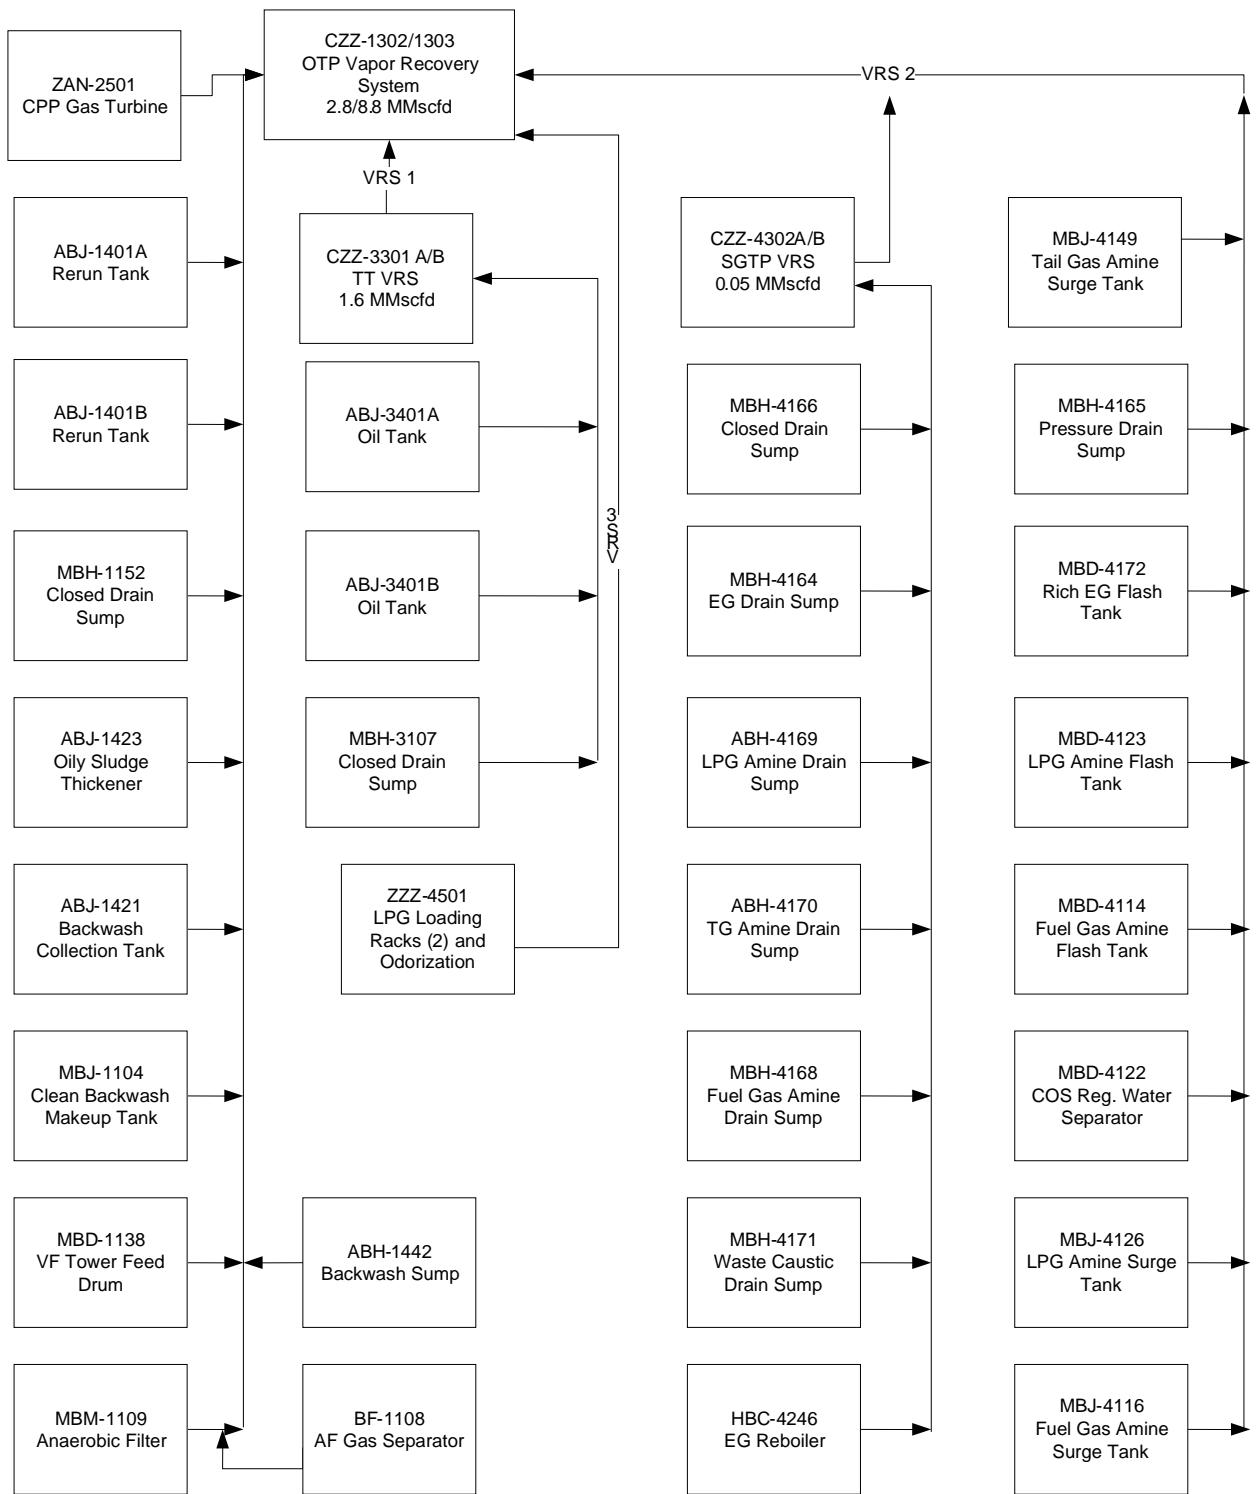 CZZ-1302/1303
OTP Vapor Recovery
System
2.8/8.8 MMscfd
ZAN-2501
CPP Gas Turbine
VRS 2
VRS 1
ABJ-1401A
Rerun Tank
CZZ-3301 A/B
TT VRS
1.6 MMscfd
CZZ-4302A/B
SGTP VRS
0.05 MMscfd
MBJ-4149
Tail Gas Amine
Surge Tank
ABJ-1401B
Rerun Tank
ABJ-3401A
Oil Tank
MBH-4166
Closed Drain
Sump
MBH-4165
Pressure Drain
Sump
VRS 3
MBH-1152
Closed Drain
Sump
ABJ-3401B
Oil Tank
MBH-4164
EG Drain Sump
MBD-4172
Rich EG Flash
Tank
ABJ-1423
Oily Sludge
Thickener
MBH-3107
Closed Drain
Sump
ABH-4169
LPG Amine Drain
Sump
MBD-4123
LPG Amine Flash
Tank
ABJ-1421
Backwash
Collection Tank
ZZZ-4501
LPG Loading
Racks (2) and
Odorization
ABH-4170
TG Amine Drain
Sump
MBD-4114
Fuel Gas Amine
Flash Tank
MBJ-1104
Clean Backwash
Makeup Tank
MBH-4168
Fuel Gas Amine
Drain Sump
MBD-4122
COS Reg. Water
Separator
MBD-1138
VF Tower Feed
Drum
ABH-1442
Backwash Sump
MBH-4171
Waste Caustic
Drain Sump
MBJ-4126
LPG Amine Surge
Tank
MBM-1109
Anaerobic Filter
BF-1108
AF Gas Separator
HBC-4246
EG Reboiler
MBJ-4116
Fuel Gas Amine
Surge Tank